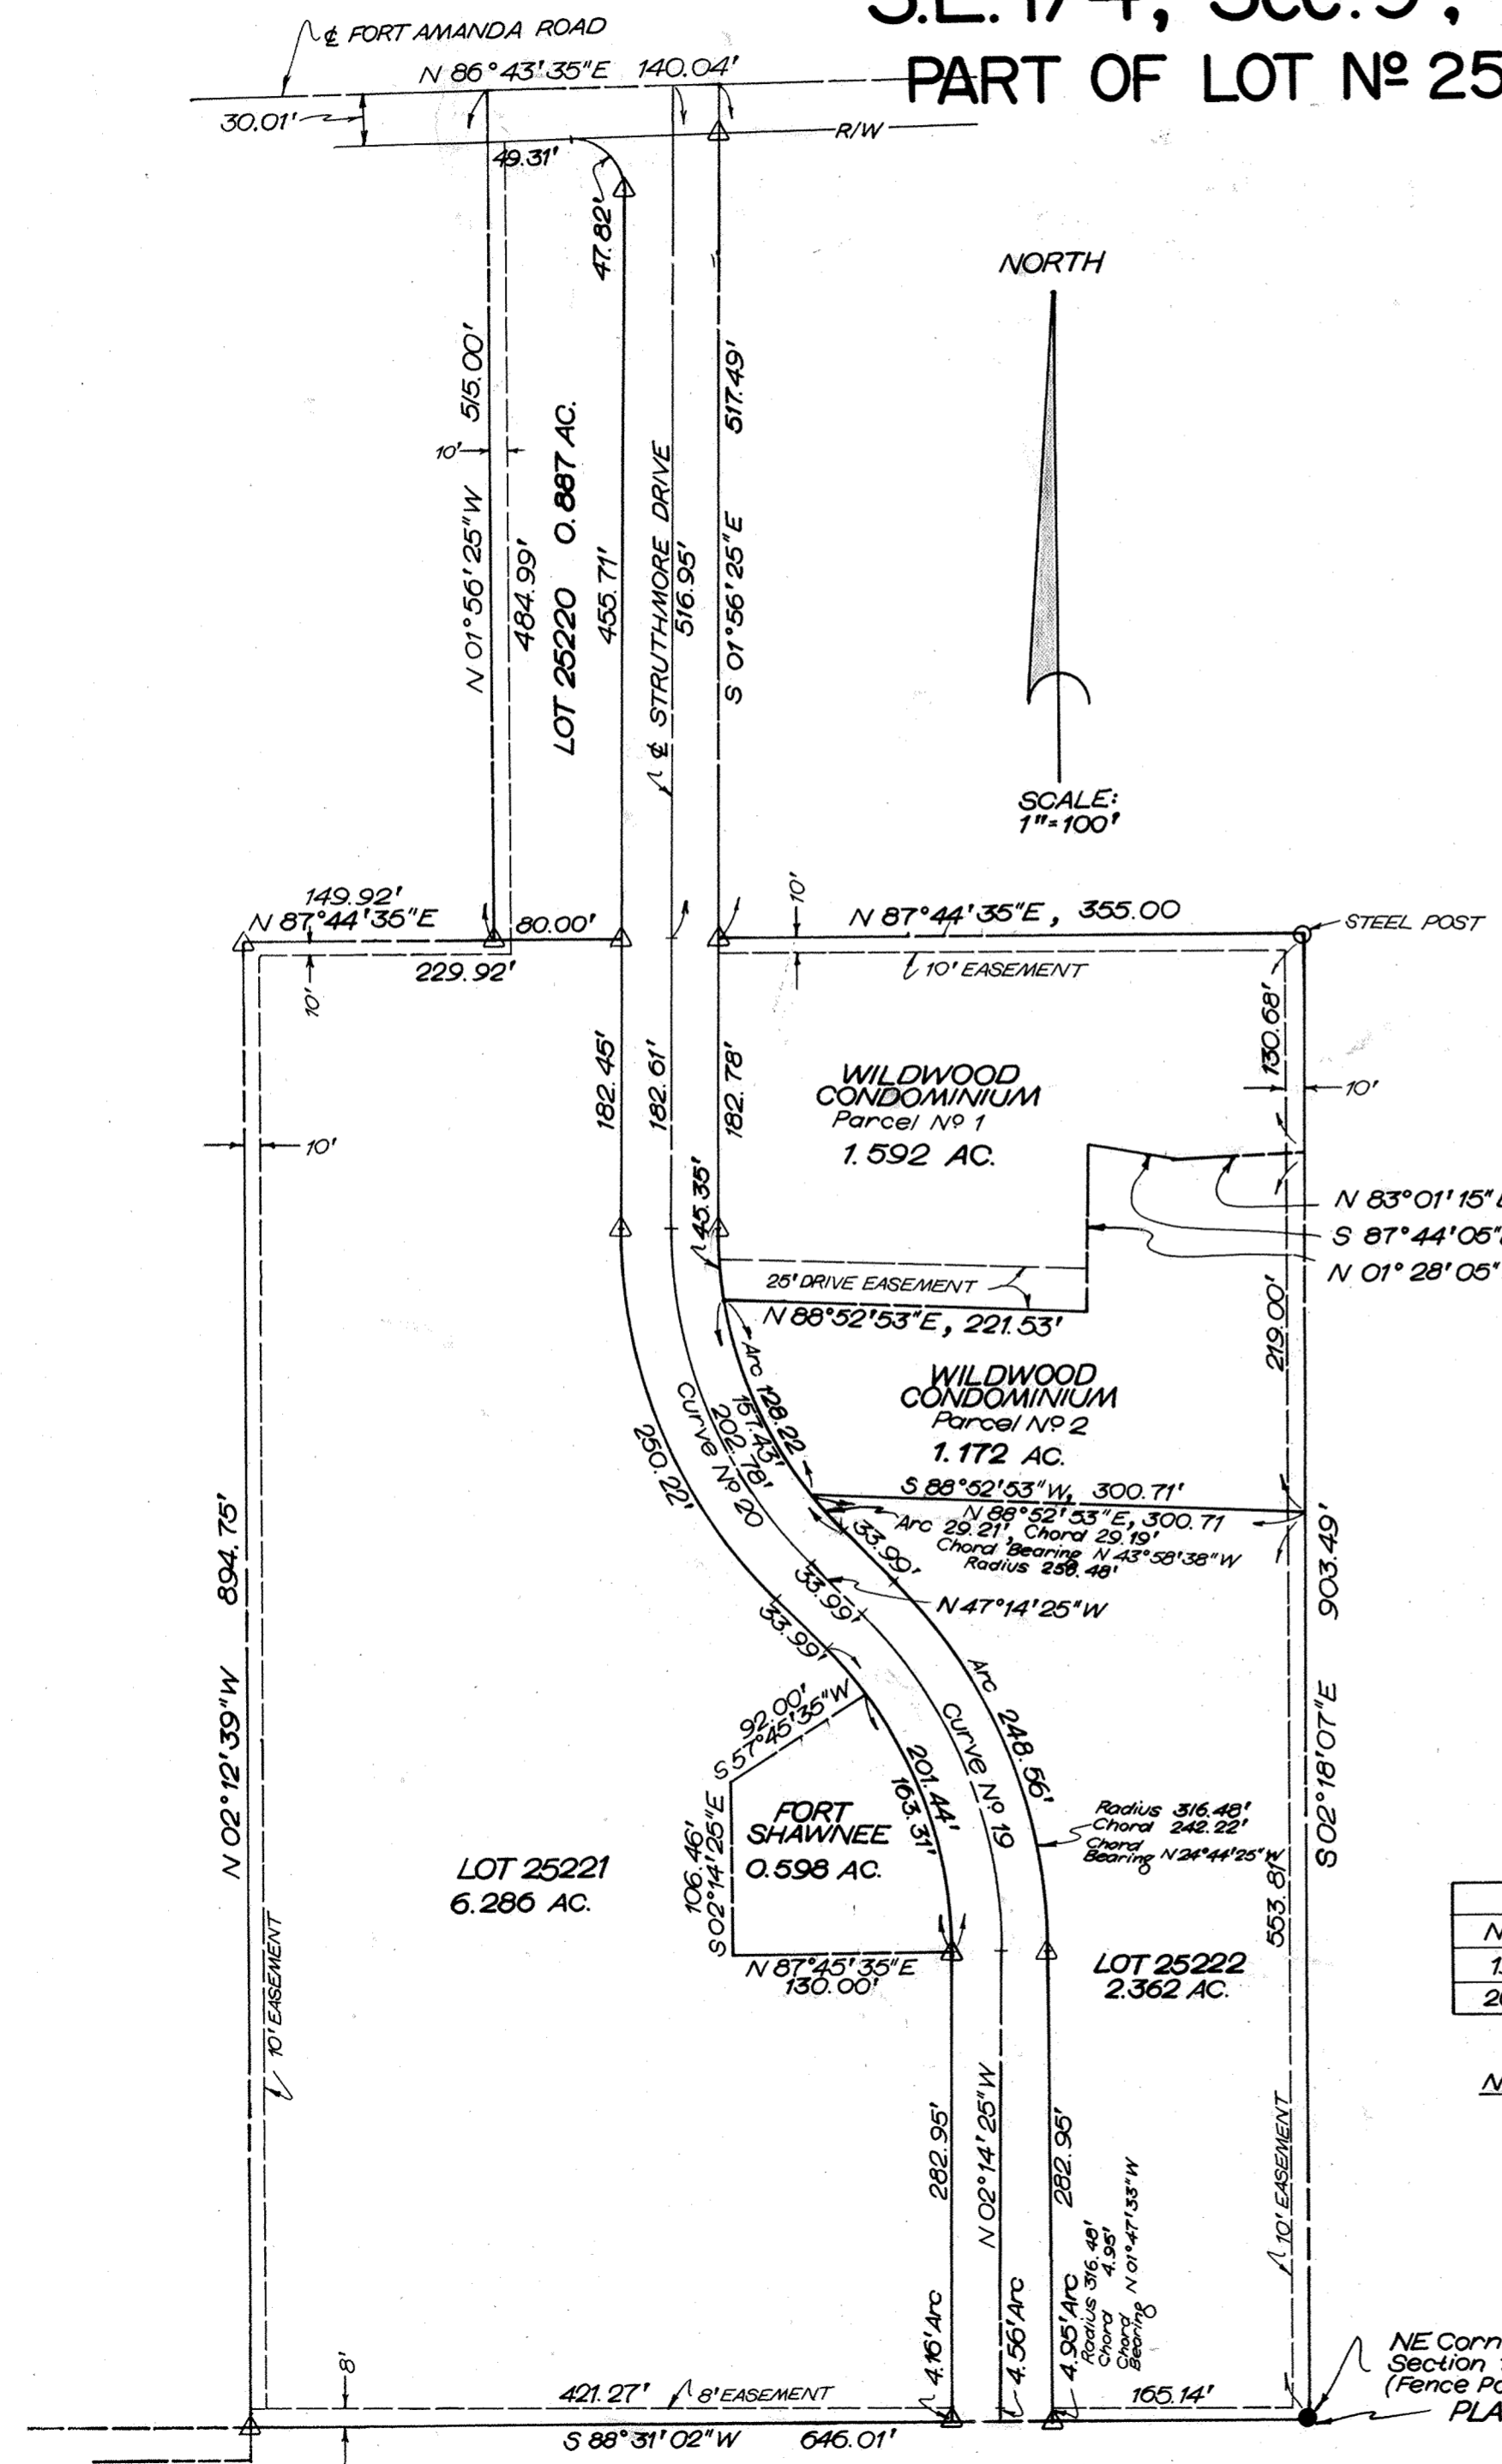 S.E. 1/4, Sec. 9,
PART OF LOT Nº 25
℄ FORT AMANDA ROAD
N 86°43'35"E 140.04'
30.01'
R/W
49.31'
47.82'
NORTH
N 01°56'25"W 515.00'
10'
484.99'
LOT 25220 0.887 AC.
455.71'
℄ STRUTHMORE DRIVE
516.95'
S 01°56'25"E 517.49'
SCALE:
1"=100'
149.92'
N 87°44'35"E
80.00'
229.92'
10'
10'
N 87°44'35"E, 355.00
STEEL POST
10' EASEMENT
130.68'
10'
182.45'
182.61'
182.78'
WILDWOOD
CONDOMINIUM
Parcel Nº 1
1.592 AC.
10'
45.35'
N 83°01'15"
S 87°44'05"
N 01°28'05"
25' DRIVE EASEMENT
N 88°52'53"E, 221.53'
219.00'
Arc 128.22
157.43'
202.78'
Curve Nº 20
250.22'
WILDWOOD
CONDOMINIUM
Parcel Nº 2
1.172 AC.
S 88°52'53"W, 300.71'
N 88°52'53"E, 300.71
Arc 29.21', Chord 29.19'
Chord Bearing N 43°58'38"W
Radius 256.48'
33.99'
33.99'
33.99'
N 47°14'25"W
894.75'
N 02°12'39"W
903.49'
S 02°18'07"E
92.00'
S 57°45'35"W
Arc 248.56'
Curve Nº 19
201.44'
163.31'
Radius 316.48'
Chord 242.22'
Chord
Bearing N 24°44'25"W
106.46'
S 02°14'25"E
FORT
SHAWNEE
0.598 AC.
LOT 25221
6.286 AC.
553.81'
N 87°45'35"E
130.00'
LOT 25222
2.362 AC.
10' EASEMENT
282.95'
N 02°14'25"W
282.95'
10' EASEMENT
4.16' Arc
4.56' Arc
4.95' Arc
Radius 316.48'
Chord 4.95'
Chord
Bearing N 01°47'33"W
8'
421.27'
8' EASEMENT
165.14'
S 88°31'02"W 646.01'
NE Corn
Section
(Fence Po
PLA